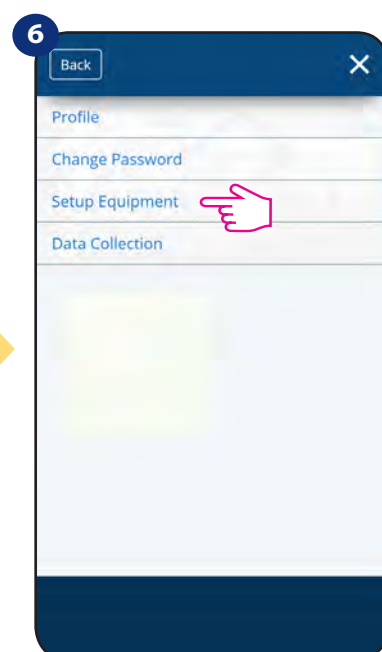 6
Back
Profile
Change Password
Setup Equipment
Data Collection